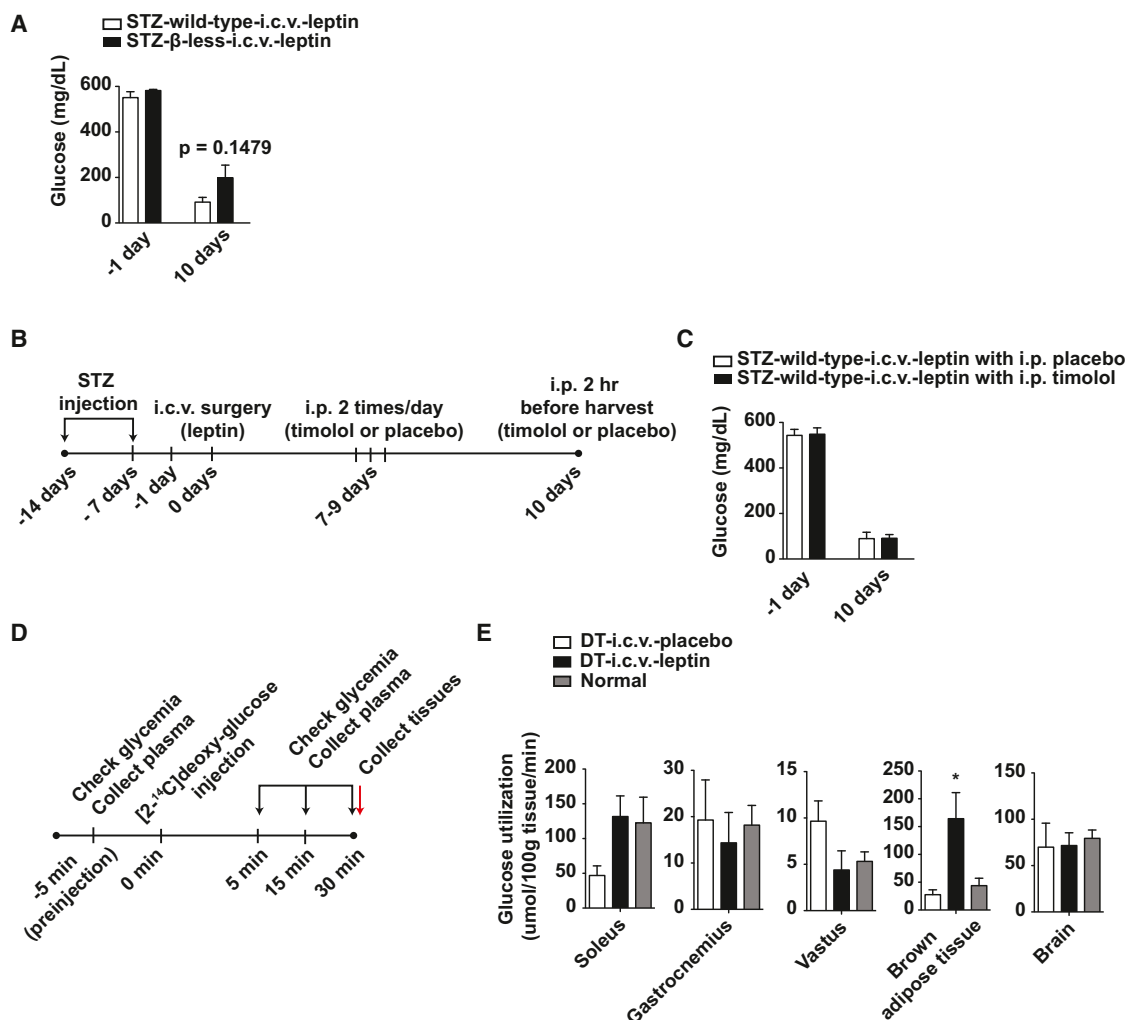 A
STZ-wild-type-i.c.v.-leptin
STZ-β-less-i.c.v.-leptin
Glucose (mg/dL)
600
400
200
0
p = 0.1479
-1 day
10 days
B
STZ
injection
i.c.v. surgery
(leptin)
i.p. 2 times/day
(timolol or placebo)
i.p. 2 hr
before harvest
(timolol or placebo)
-14 days
- 7 days
-1 day
0 days
7-9 days
10 days
C
STZ-wild-type-i.c.v.-leptin with i.p. placebo
STZ-wild-type-i.c.v.-leptin with i.p. timolol
Glucose (mg/dL)
600
400
200
0
-1 day
10 days
D
Check glycemia
Collect plasma
[2-¹⁴C]deoxy-glucose
injection
Check glycemia
Collect plasma
Collect tissues
-5 min
(preinjection)
0 min
5 min
15 min
30 min
E
DT-i.c.v.-placebo
DT-i.c.v.-leptin
Normal
Glucose utilization
(umol/100g tissue/min)
200
150
100
50
0
Soleus
30
20
10
0
Gastrocnemius
15
10
5
0
Vastus
250
200
150
100
50
0
*
Brown
adipose tissue
150
100
50
0
Brain